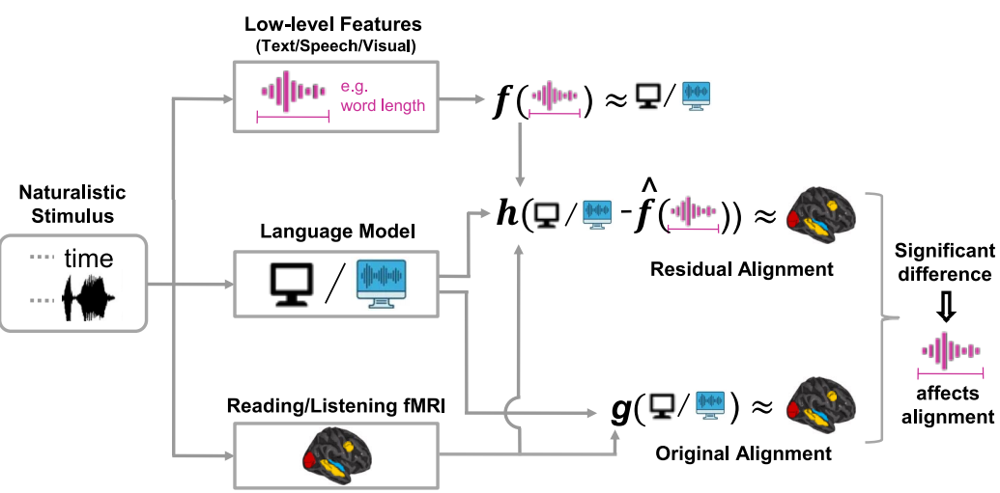 Low-level Features
(Text/Speech/Visual)
e.g.
word length
f( ) ≈ /
Naturalistic
Stimulus
time
Language Model
/
h( / - f̂( )) ≈
Residual Alignment
Significant
difference
affects
alignment
Reading/Listening fMRI
g( / ) ≈
Original Alignment